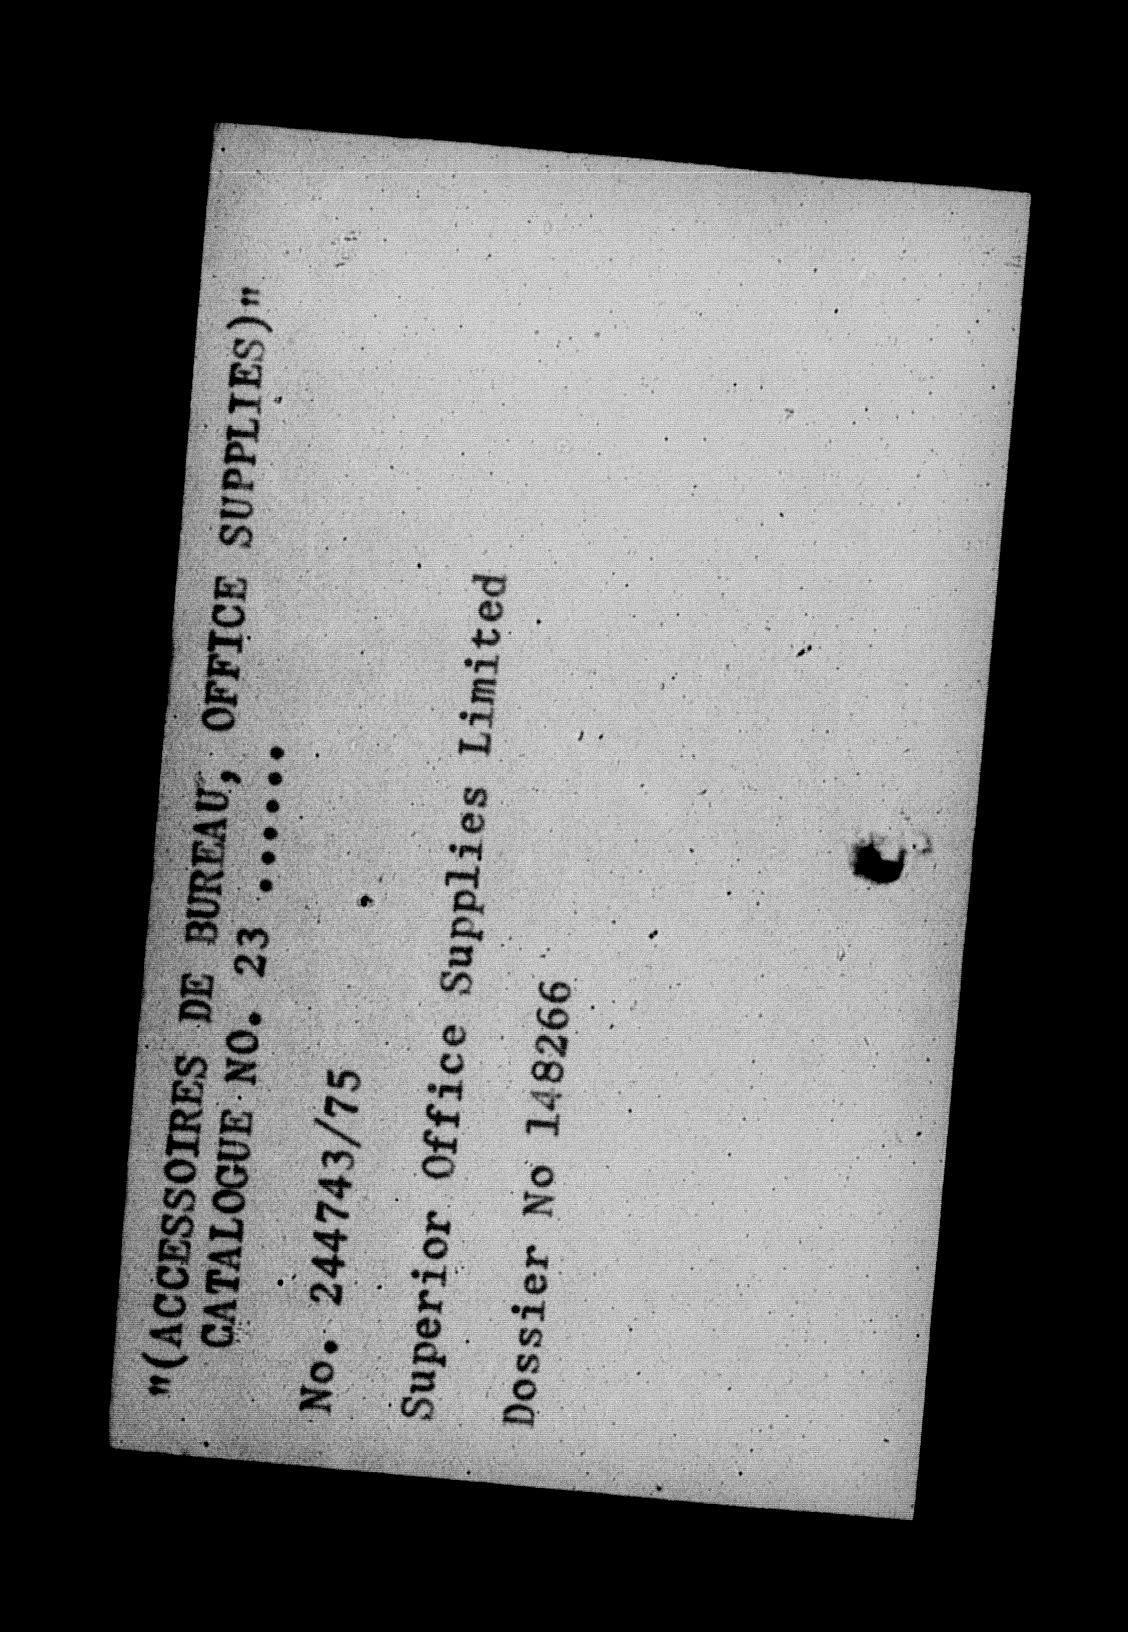 "(ACCESSOIRES DE BUREAU, OFFICE SUPPLIES)"
CATALOGUE NO. 23 ......
No. 244743/75
Superior Office Supplies Limited
Dossier No 148266